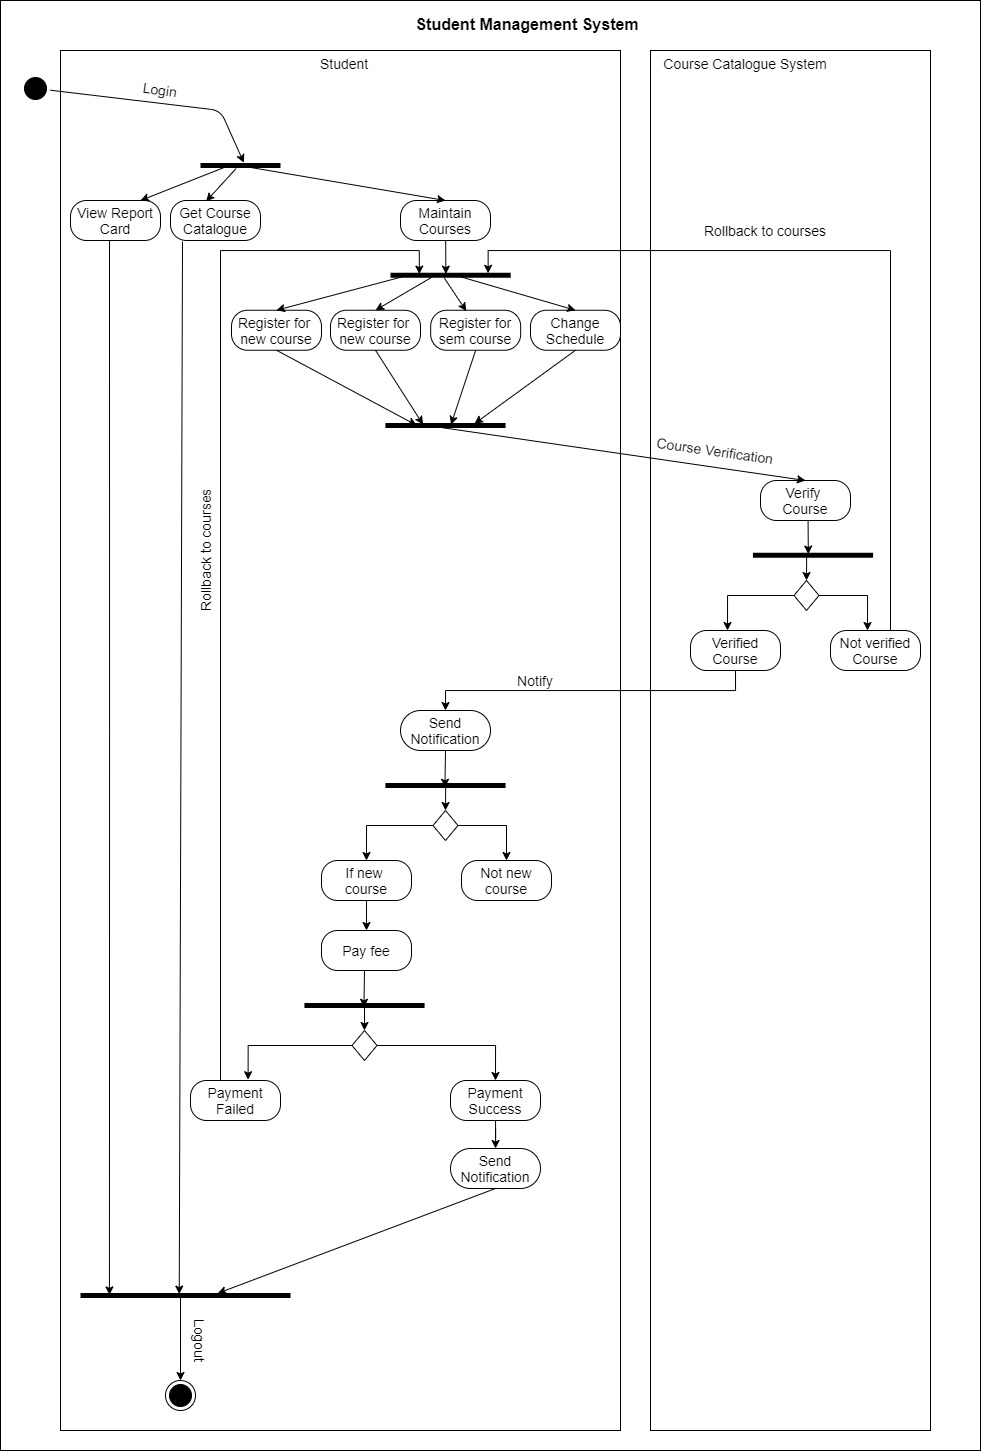 Student Management System
Student
Course Catalogue System
Login
View Report
Card
Get Course
Catalogue
Maintain
Courses
Rollback to courses
Register for
new course
Register for
new course
Register for
sem course
Change
Schedule
Course Verification
Verify
Course
Rollback to courses
Verified
Course
Not verified
Course
Notify
Send
Notification
If new
course
Not new
course
Pay fee
Payment
Failed
Payment
Success
Send
Notification
Logout